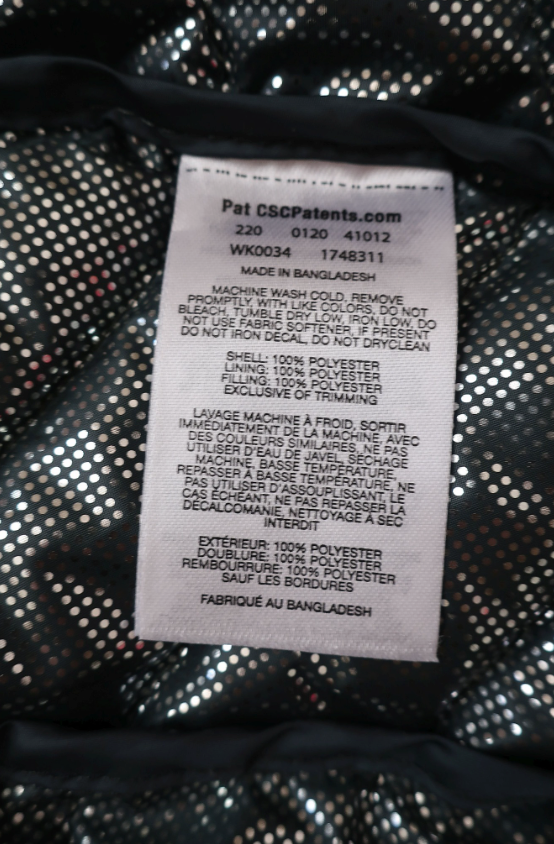 Pat CSCPatents.com
220 0120 41012
WK0034 1748311
MADE IN BANGLADESH
MACHINE WASH COLD, REMOVE
PROMPTLY, WITH LIKE COLORS, DO NOT
BLEACH, TUMBLE DRY LOW, IRON LOW, DO
NOT USE FABRIC SOFTENER, IF PRESENT
DO NOT IRON DECAL, DO NOT DRYCLEAN
SHELL: 100% POLYESTER
LINING: 100% POLYESTER
FILLING: 100% POLYESTER
EXCLUSIVE OF TRIMMING
LAVAGE MACHINE À FROID, SORTIR
IMMÉDIATEMENT DE LA MACHINE, AVEC
DES COULEURS SIMILAIRES, NE PAS
UTILISER D'EAU DE JAVEL, SÉCHAGE
MACHINE, BASSE TEMPÉRATURE,
REPASSER À BASSE TEMPÉRATURE, NE
PAS UTILISER D'ASSOUPLISSANT, LE
CAS ÉCHÉANT, NE PAS REPASSER LA
DÉCALCOMANIE, NETTOYAGE À SEC
INTERDIT
EXTÉRIEUR: 100% POLYESTER
DOUBLURE: 100% POLYESTER
REMBOURRURE: 100% POLYESTER
SAUF LES BORDURES
FABRIQUÉ AU BANGLADESH